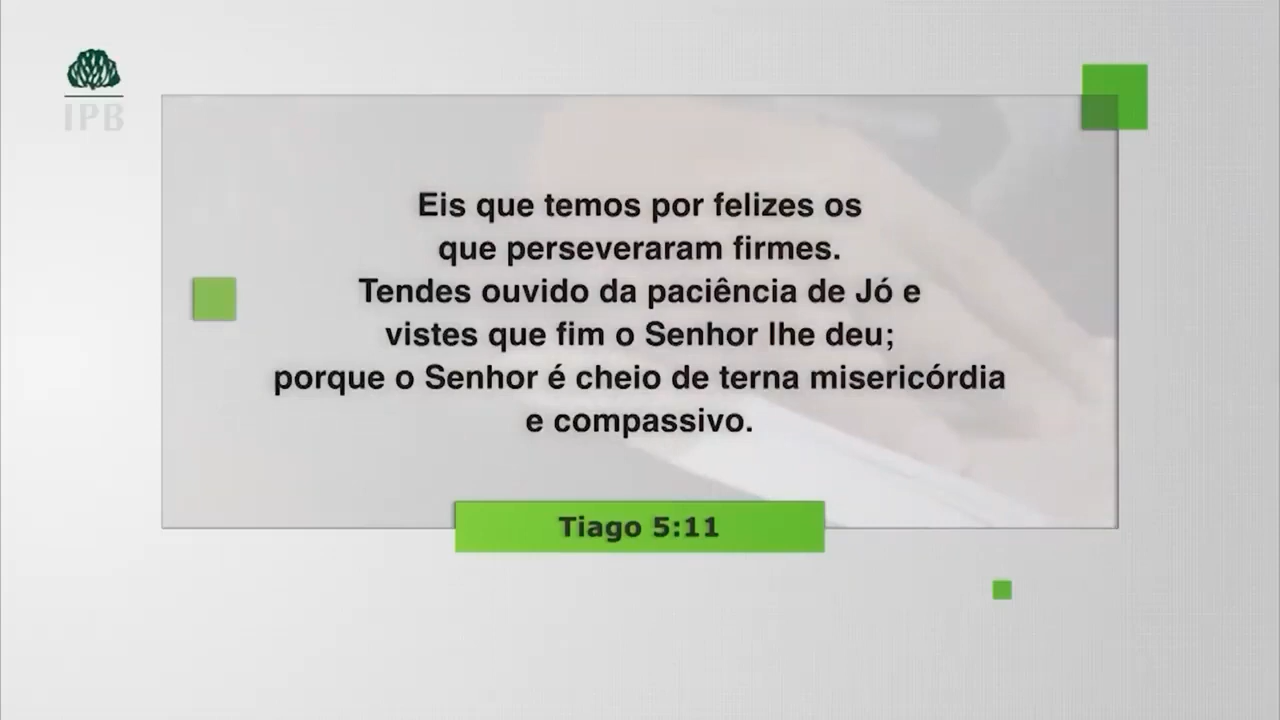 IPB
Eis que temos por felizes os
que perseveraram firmes.
Tendes ouvido da paciência de Jó e
vistes que fim o Senhor lhe deu;
porque o Senhor é cheio de terna misericórdia
e compassivo.
Tiago 5:11